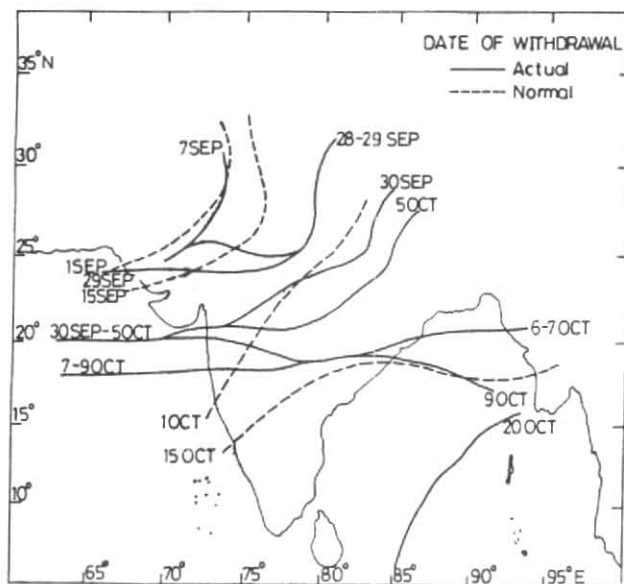 DATE OF WITHDRAWAL
Actual
Normal
35°N
30°
25°
20°
15°
10°
7SEP
28-29 SEP
30SEP
5OCT
1SEP
29SEP
15SEP
30SEP-5OCT
6-7OCT
7-9OCT
9OCT
1OCT
20OCT
15OCT
65°
70°
75°
80°
85°
90°
95°E